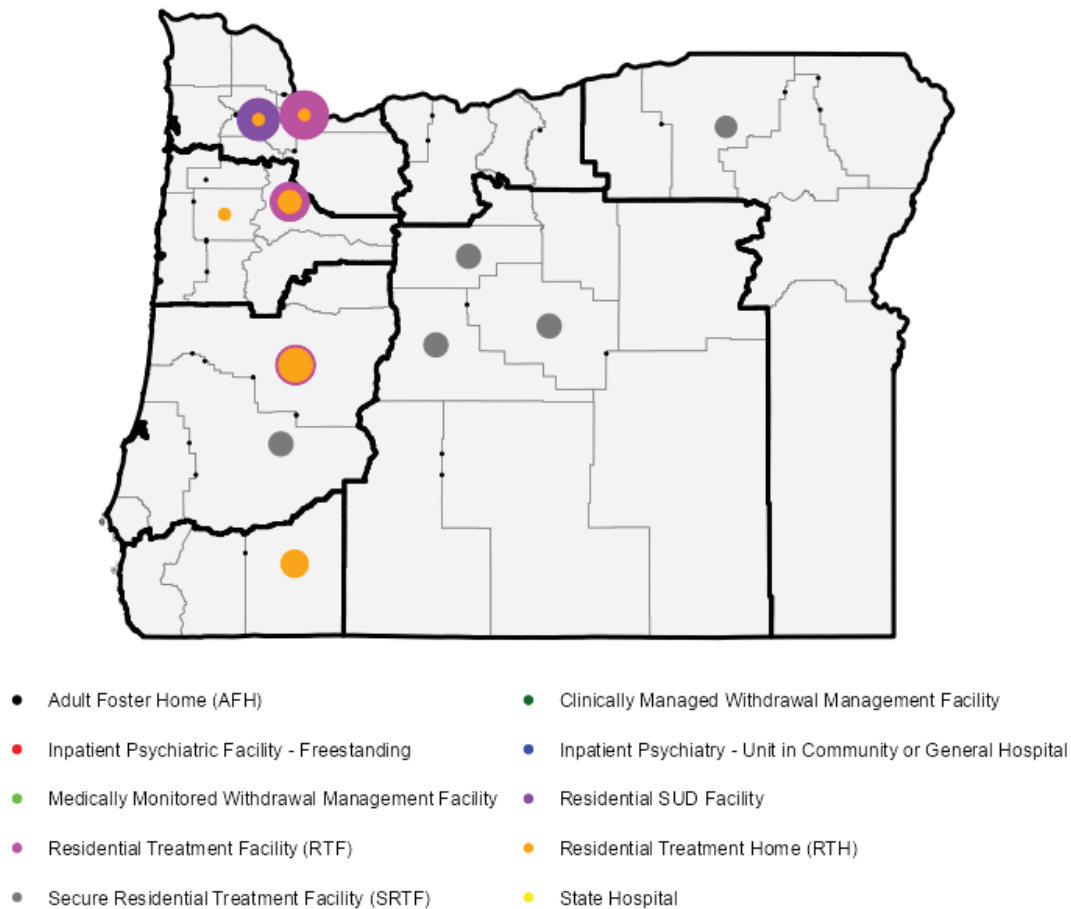 Adult Foster Home (AFH)
Clinically Managed Withdrawal Management Facility
Inpatient Psychiatric Facility - Freestanding
Inpatient Psychiatry - Unit in Community or General Hospital
Medically Monitored Withdrawal Management Facility
Residential SUD Facility
Residential Treatment Facility (RTF)
Residential Treatment Home (RTH)
Secure Residential Treatment Facility (SRTF)
State Hospital